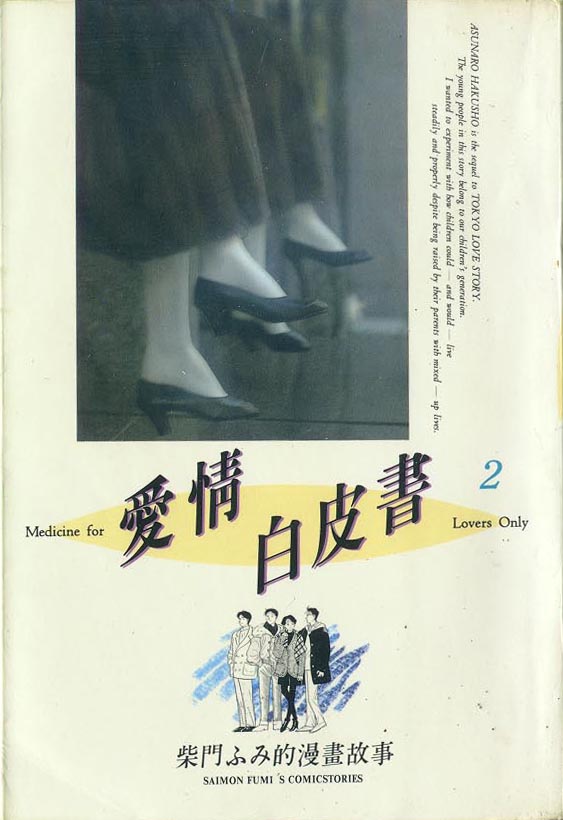 ASUNARO HAKUSHO is the sequel to TOKYO LOVE STORY.
The young people in this story belong to our children's generation.
I wanted to experiment with how children could — and would — live
steadily and properly despite being raised by their parents with mixed — up lives.
2
愛情白皮書
Medicine for
Lovers Only
柴門ふみ的漫畫故事
SAIMON FUMI 'S COMICSTORIES